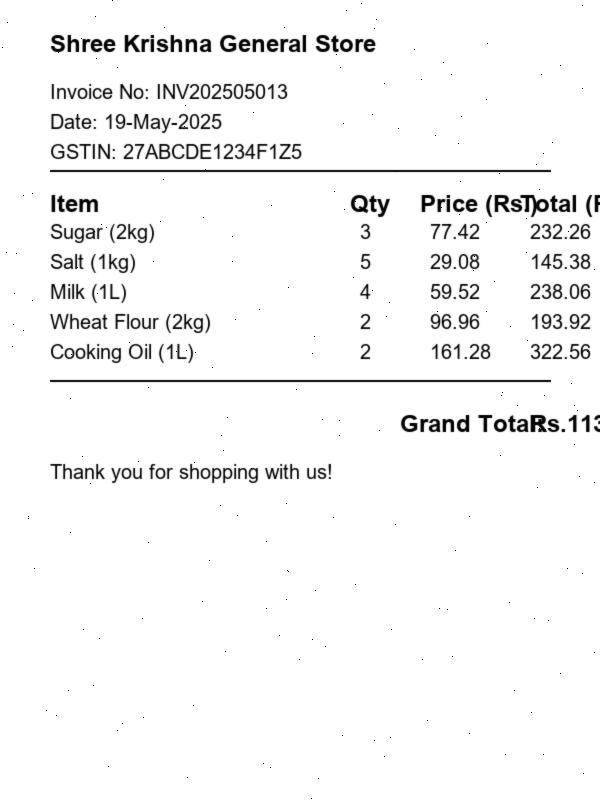 Shree Krishna General Store
Invoice No: INV202505013
Date: 19-May-2025
GSTIN: 27ABCDE1234F1Z5
Item Qty Price (Rs) Total (R
Sugar (2kg) 3 77.42 232.26
Salt (1kg) 5 29.08 145.38
Milk (1L) 4 59.52 238.06
Wheat Flour (2kg) 2 96.96 193.92
Cooking Oil (1L) 2 161.28 322.56
Grand Total Rs.113
Thank you for shopping with us!